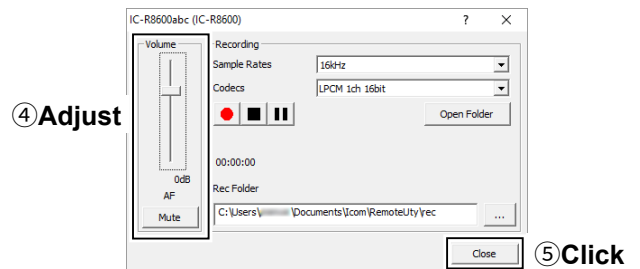 IC-R8600abc (IC-R8600) ? ×
Volume
Recording
Sample Rates 16kHz
Codecs LPCM 1ch 16bit
④Adjust
Open Folder
00:00:00
0dB
AF
Rec Folder
Mute
C:\Users\ \Documents\Icom\RemoteUty\rec ...
Close
⑤Click